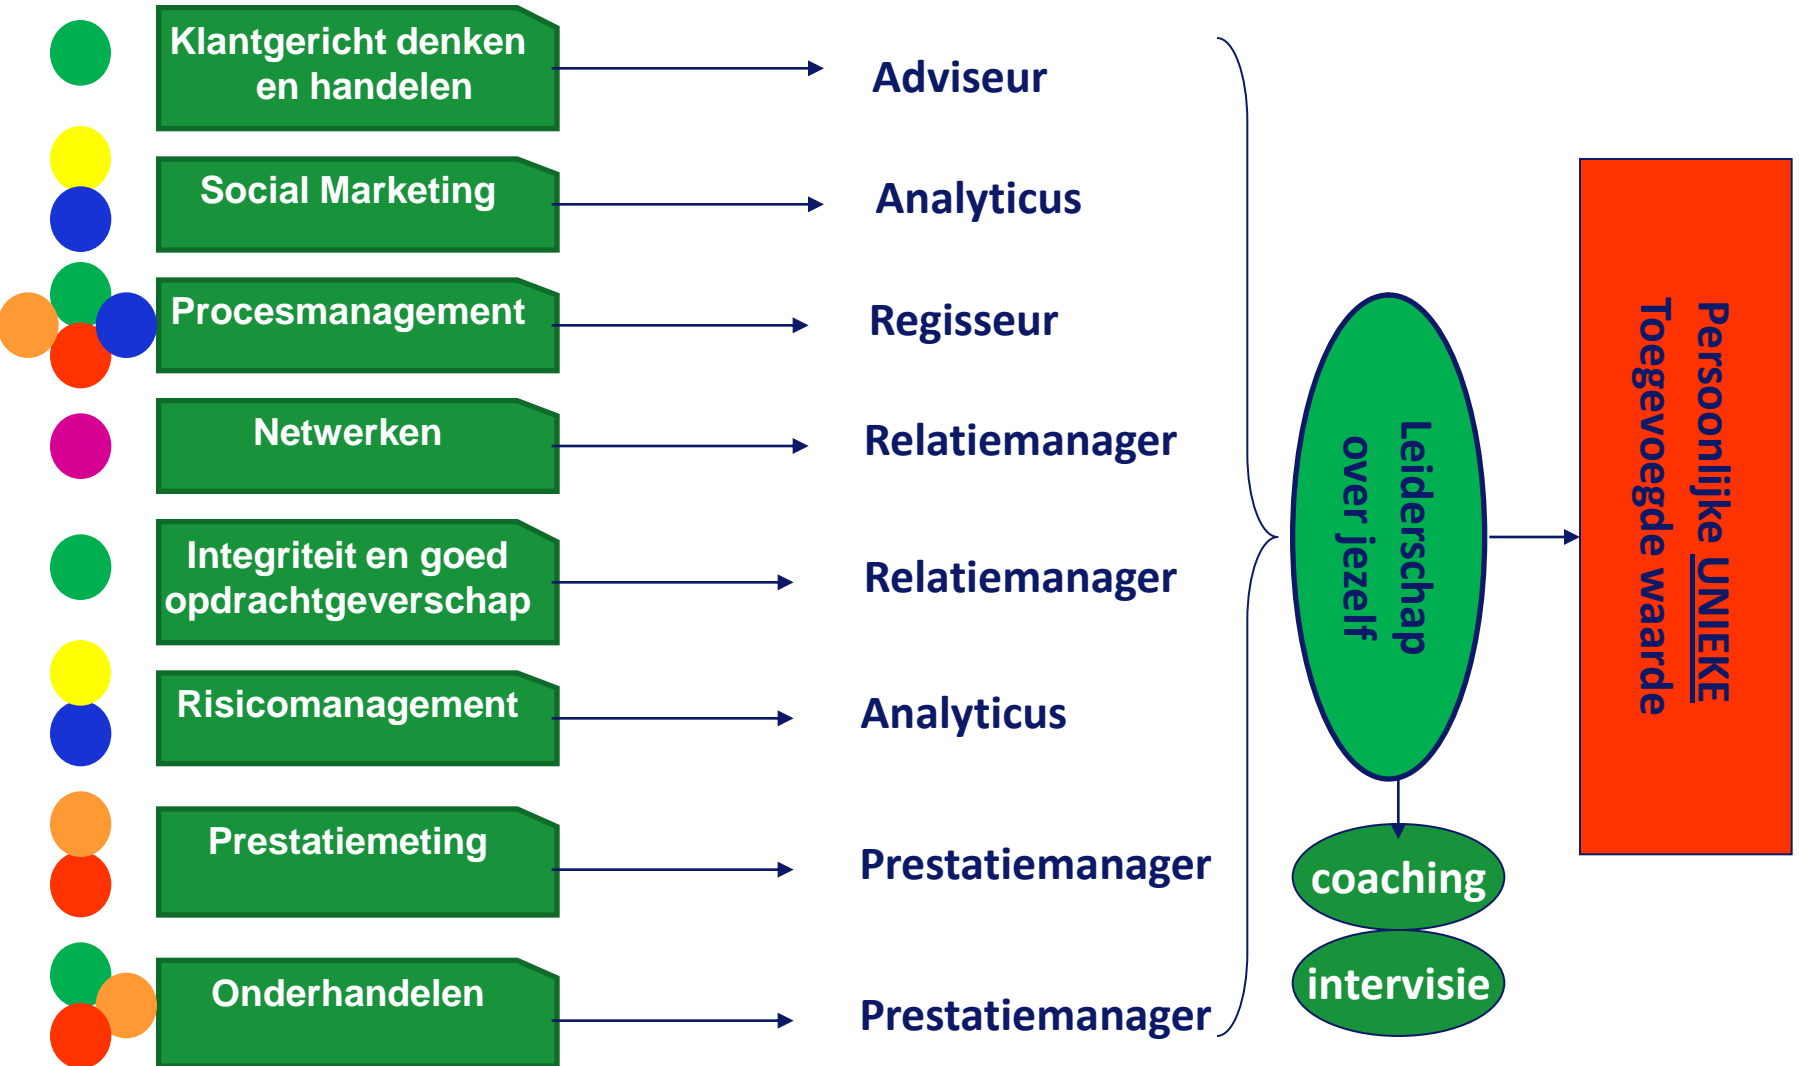 Klantgericht denken
en handelen
Adviseur
Social Marketing
Analyticus
Procesmanagement
Regisseur
Netwerken
Relatiemanager
Integriteit en goed
opdrachtgeverschap
Relatiemanager
Risicomanagement
Analyticus
Prestatiemeting
Prestatiemanager
Onderhandelen
Prestatiemanager
Leiderschap
over jezelf
coaching
intervisie
Persoonlijke UNIEKE
Toegevoegde waarde